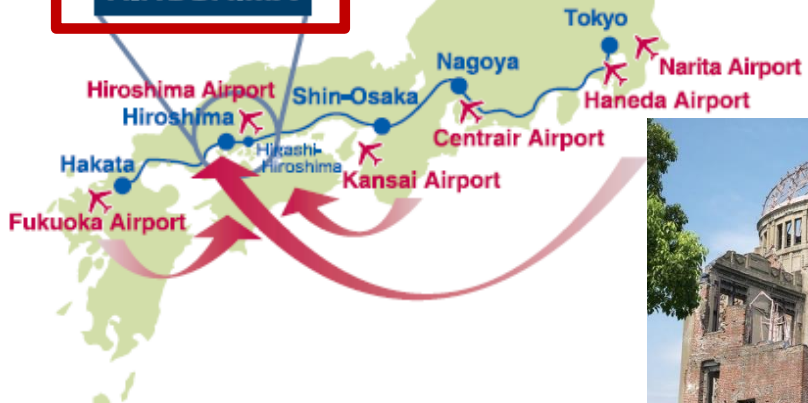 Tokyo
Narita Airport
Nagoya
Haneda Airport
Hiroshima Airport
Shin-Osaka
Hiroshima
Centrair Airport
Higashi-
Hiroshima
Hakata
Kansai Airport
Fukuoka Airport